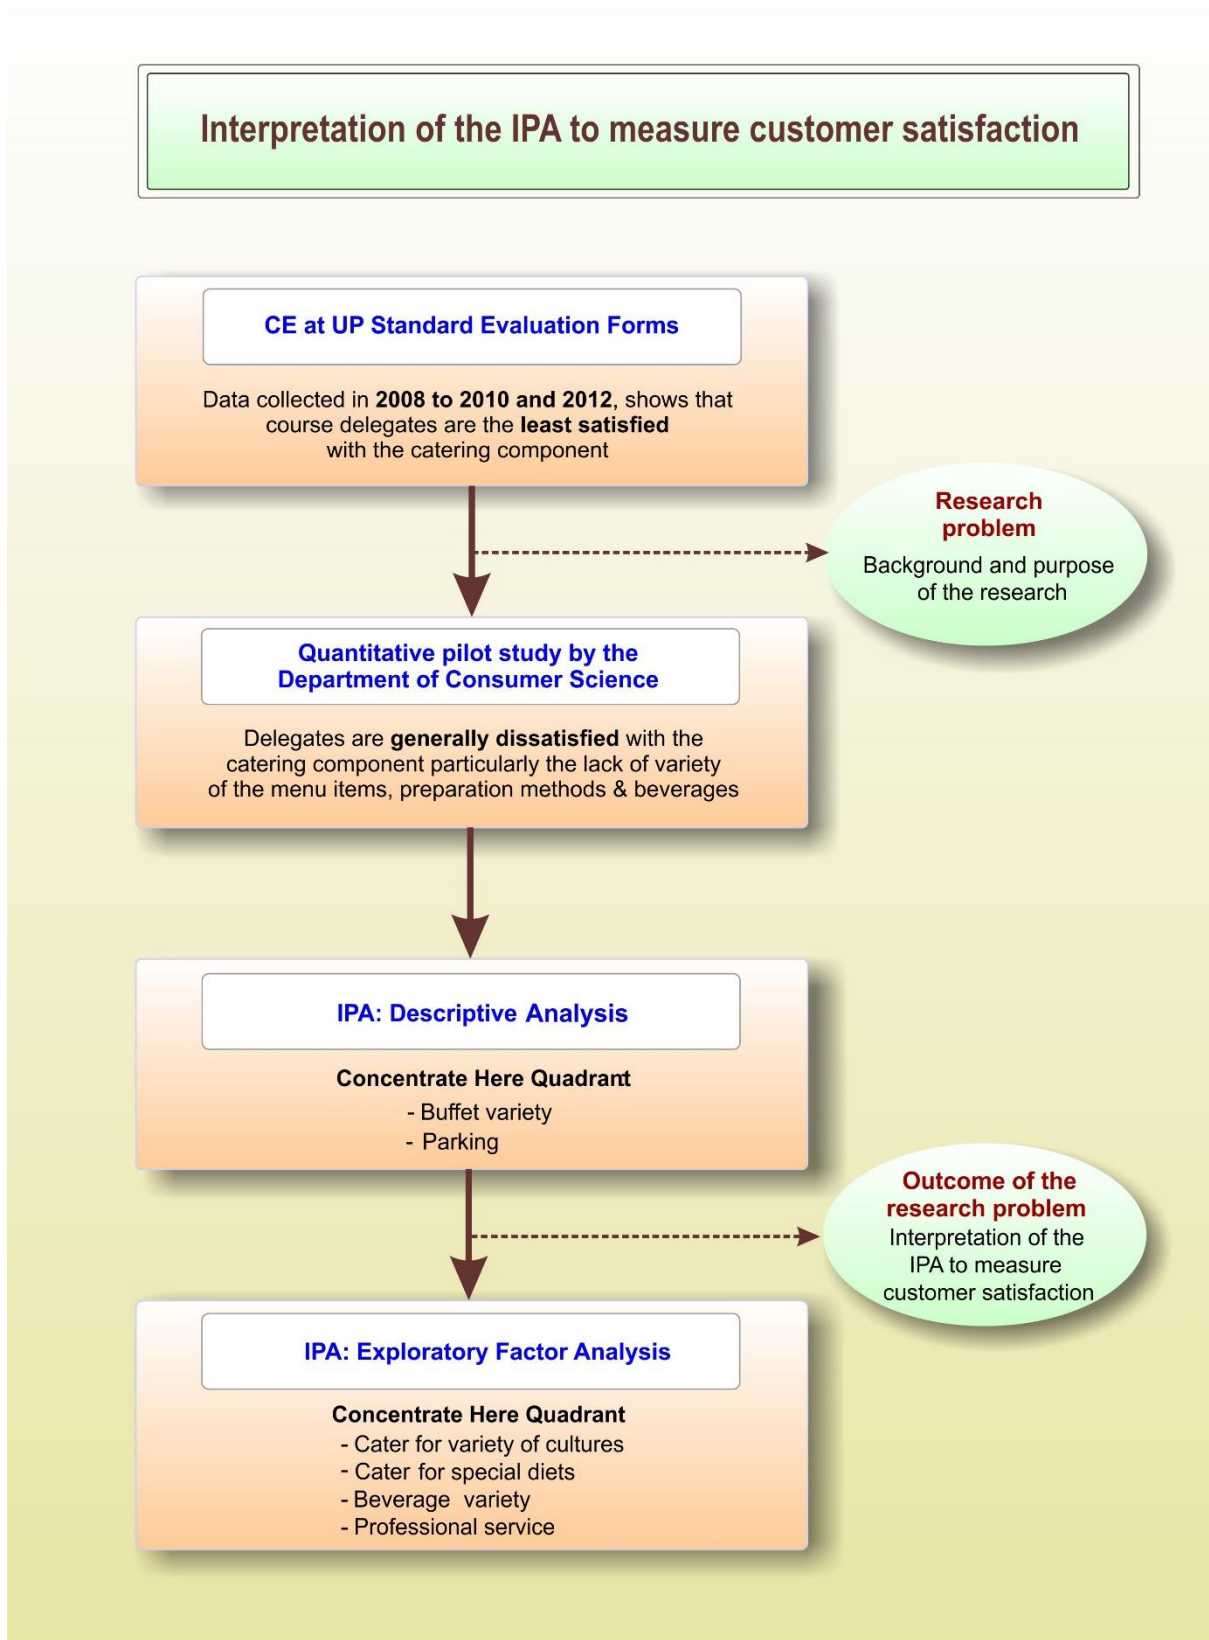 Interpretation of the IPA to measure customer satisfaction
CE at UP Standard Evaluation Forms
Data collected in 2008 to 2010 and 2012, shows that
course delegates are the least satisfied
with the catering component
Research
problem
Background and purpose
of the research
Quantitative pilot study by the
Department of Consumer Science
Delegates are generally dissatisfied with the
catering component particularly the lack of variety
of the menu items, preparation methods & beverages
IPA: Descriptive Analysis
Concentrate Here Quadrant
- Buffet variety
- Parking
Outcome of the
research problem
Interpretation of the
IPA to measure
customer satisfaction
IPA: Exploratory Factor Analysis
Concentrate Here Quadrant
- Cater for variety of cultures
- Cater for special diets
- Beverage variety
- Professional service